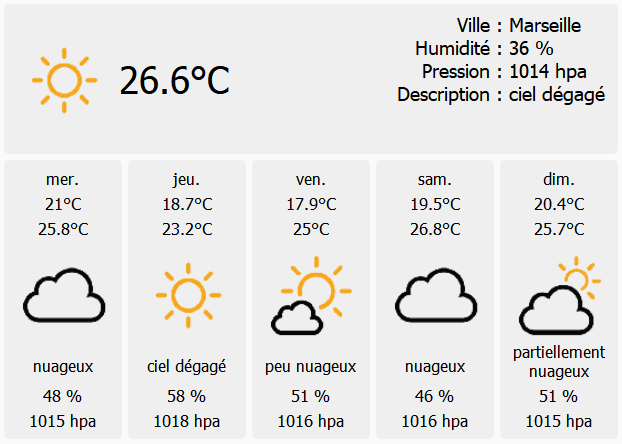 26.6°C
Ville : Marseille
Humidité : 36 %
Pression : 1014 hpa
Description : ciel dégagé
mer.
21°C
25.8°C
nuageux
48 %
1015 hpa
jeu.
18.7°C
23.2°C
ciel dégagé
58 %
1018 hpa
ven.
17.9°C
25°C
peu nuageux
51 %
1016 hpa
sam.
19.5°C
26.8°C
nuageux
46 %
1016 hpa
dim.
20.4°C
25.7°C
partiellement
nuageux
51 %
1015 hpa